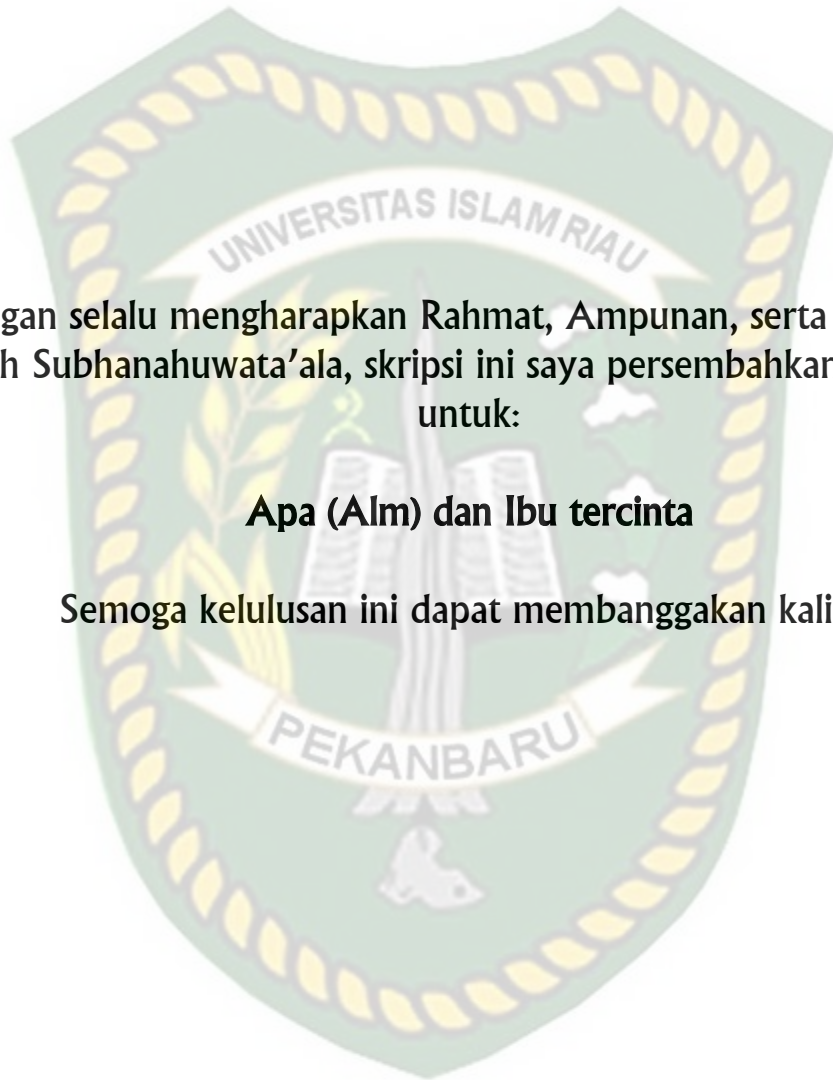 UNIVERSITAS ISLAM RIAU
gan selalu mengharapkan Rahmat, Ampunan, serta
h Subhanahuwata'ala, skripsi ini saya persembahkan
untuk:
Apa (Alm) dan Ibu tercinta
Semoga kelulusan ini dapat membanggakan kali
PEKANBARU